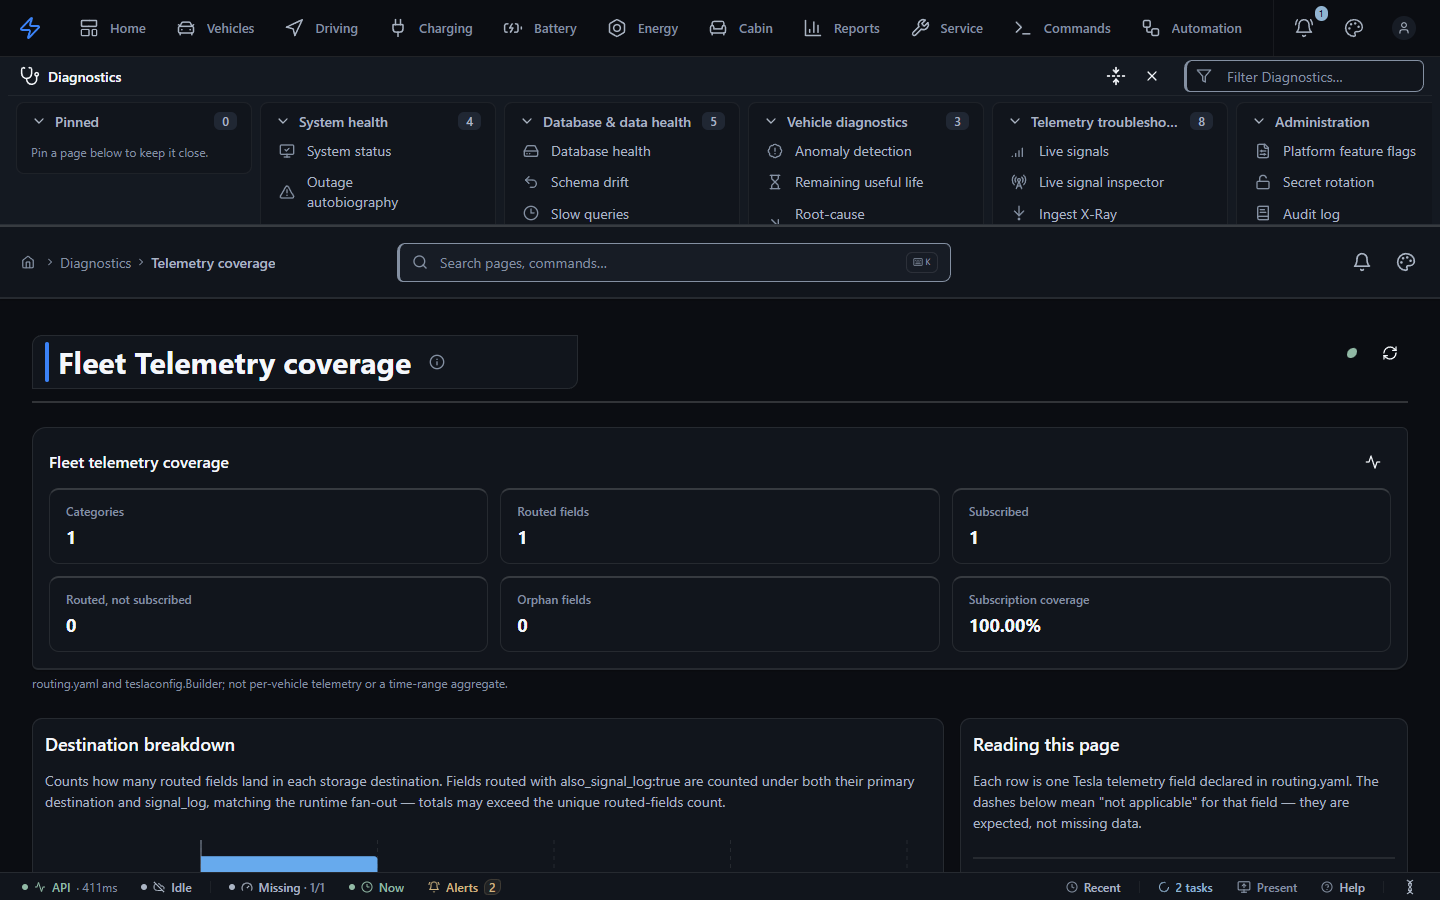 Home
Vehicles
Driving
Charging
Battery
Energy
Cabin
Reports
Service
Commands
Automation
1
Diagnostics
Filter Diagnostics...
Pinned
0
Pin a page below to keep it close.
System health
4
System status
Outage
autobiography
Database & data health
5
Database health
Schema drift
Slow queries
Vehicle diagnostics
3
Anomaly detection
Remaining useful life
Root-cause
Telemetry troublesho...
8
Live signals
Live signal inspector
Ingest X-Ray
Administration
Platform feature flags
Secret rotation
Audit log
Diagnostics
Telemetry coverage
Search pages, commands...
K
Fleet Telemetry coverage
Fleet telemetry coverage
Categories
1
Routed fields
1
Subscribed
1
Routed, not subscribed
0
Orphan fields
0
Subscription coverage
100.00%
routing.yaml and teslaconfig.Builder; not per-vehicle telemetry or a time-range aggregate.
Destination breakdown
Counts how many routed fields land in each storage destination. Fields routed with also_signal_log:true are counted under both their primary
destination and signal_log, matching the runtime fan-out — totals may exceed the unique routed-fields count.
Reading this page
Each row is one Tesla telemetry field declared in routing.yaml. The
dashes below mean "not applicable" for that field — they are
expected, not missing data.
API · 411ms
Idle
Missing · 1/1
Now
Alerts 2
Recent
2 tasks
Present
Help